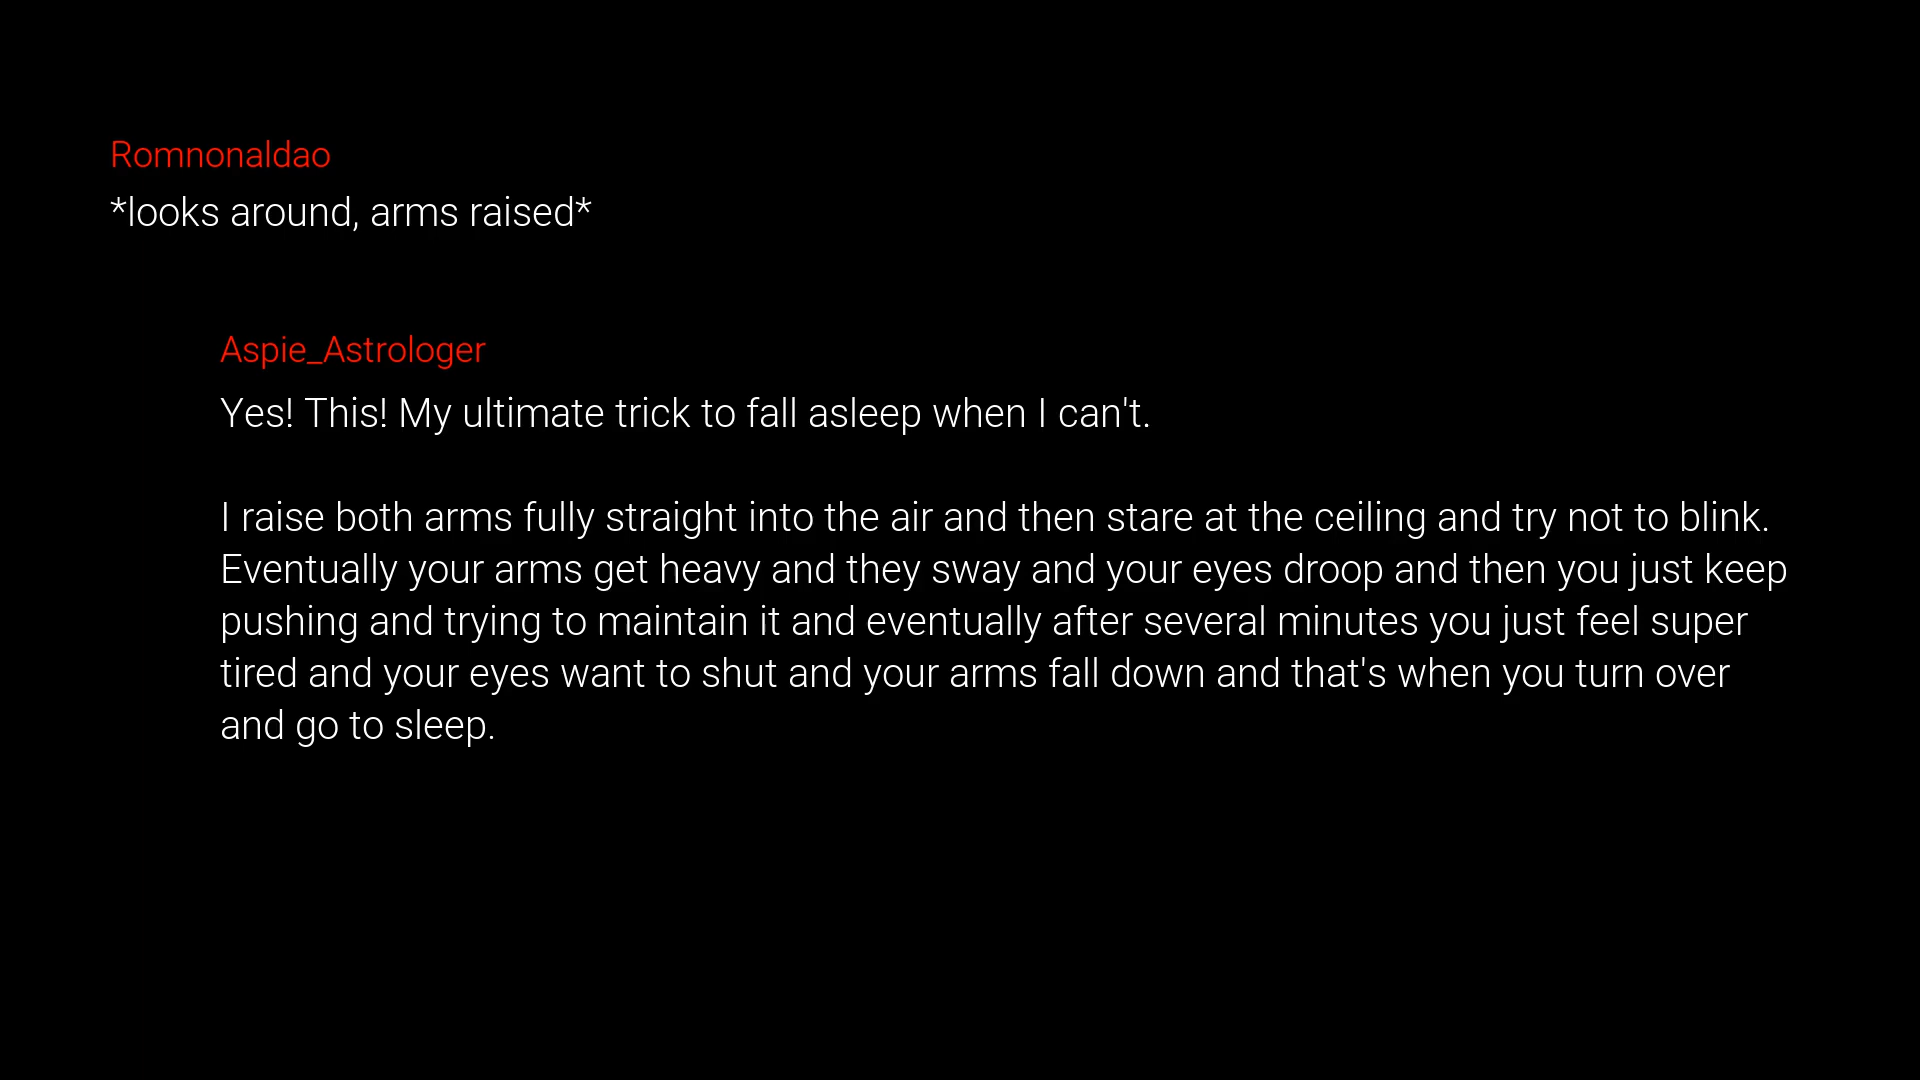 Romnonaldao
*looks around, arms raised*
Aspie_Astrologer
Yes! This! My ultimate trick to fall asleep when I can't.
I raise both arms fully straight into the air and then stare at the ceiling and try not to blink.
Eventually your arms get heavy and they sway and your eyes droop and then you just keep
pushing and trying to maintain it and eventually after several minutes you just feel super
tired and your eyes want to shut and your arms fall down and that's when you turn over
and go to sleep.